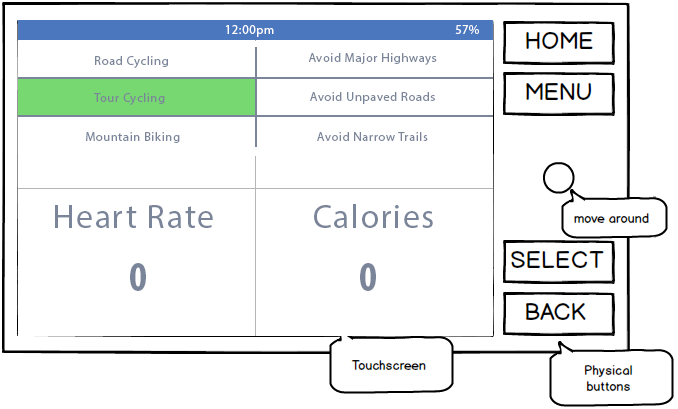 12:00pm 57%
Road Cycling Avoid Major Highways
Tour Cycling Avoid Unpaved Roads
Mountain Biking Avoid Narrow Trails
Heart Rate Calories
0 0
HOME
MENU
move around
SELECT
BACK
Touchscreen
Physical
buttons